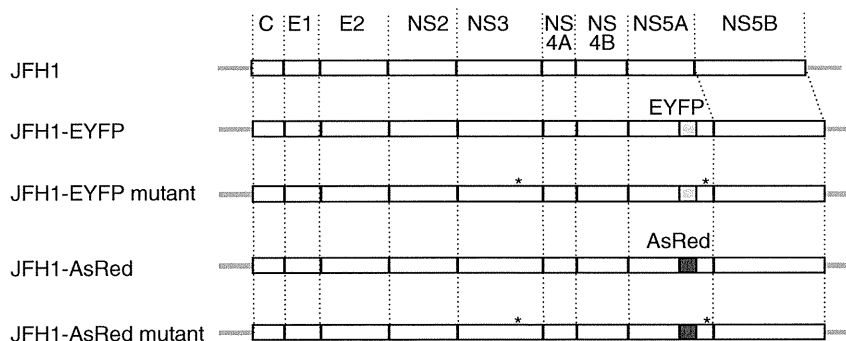 C E1 E2 NS2 NS3 NS 4A NS 4B NS5A NS5B
JFH1
EYFP
JFH1-EYFP
* *
JFH1-EYFP mutant
AsRed
JFH1-AsRed
* *
JFH1-AsRed mutant